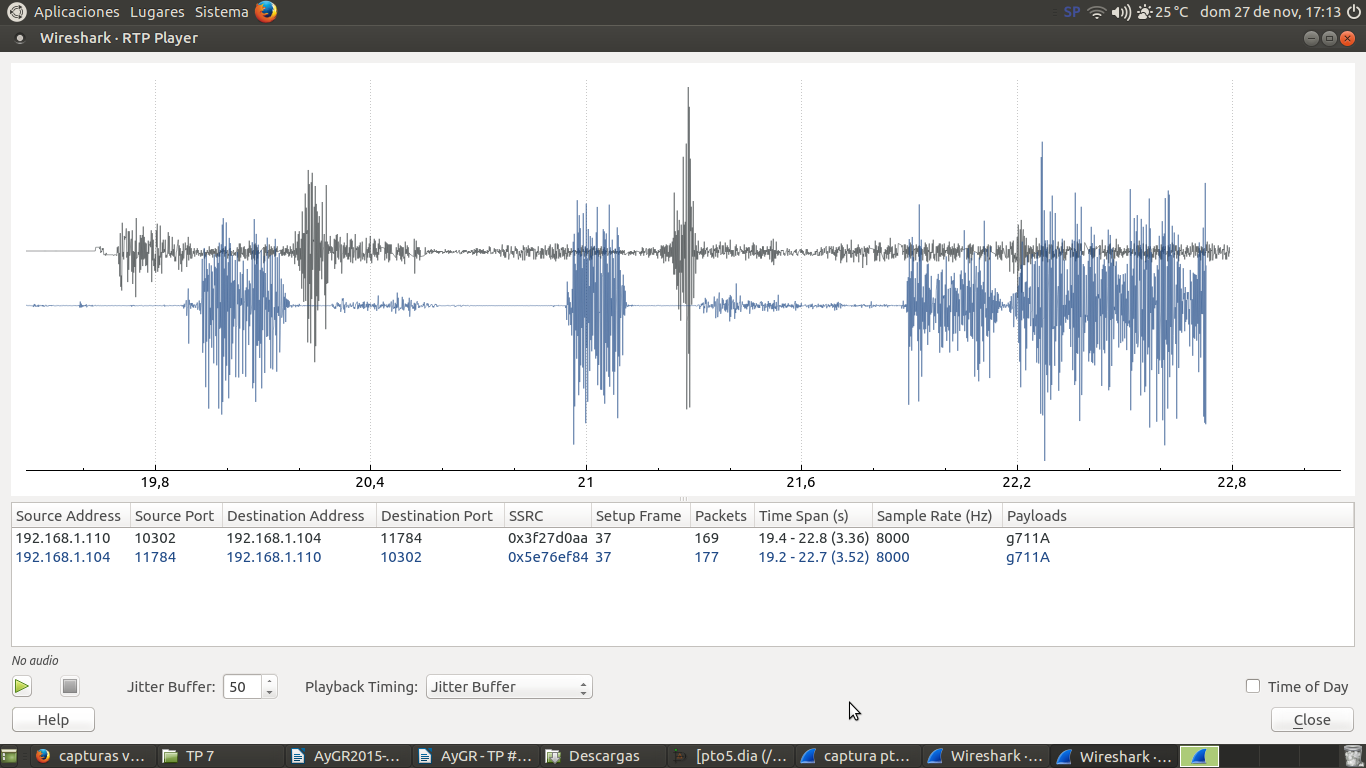 Aplicaciones Lugares Sistema SP 25 °C dom 27 de nov, 17:13
Wireshark · RTP Player
19,8 20,4 21 21,6 22,2 22,8
Source Address Source Port Destination Address Destination Port SSRC Setup Frame Packets Time Span (s) Sample Rate (Hz) Payloads
192.168.1.110 10302 192.168.1.104 11784 0x3f27d0aa 37 169 19.4 - 22.8 (3.36) 8000 g711A
192.168.1.104 11784 192.168.1.110 10302 0x5e76ef84 37 177 19.2 - 22.7 (3.52) 8000 g711A
No audio
Jitter Buffer: 50 Playback Timing: Jitter Buffer Time of Day
Help Close
capturas v... TP 7 AyGR2015-... AyGR - TP #... Descargas [pto5.dia (/... captura pt... Wireshark ·... Wireshark ·...